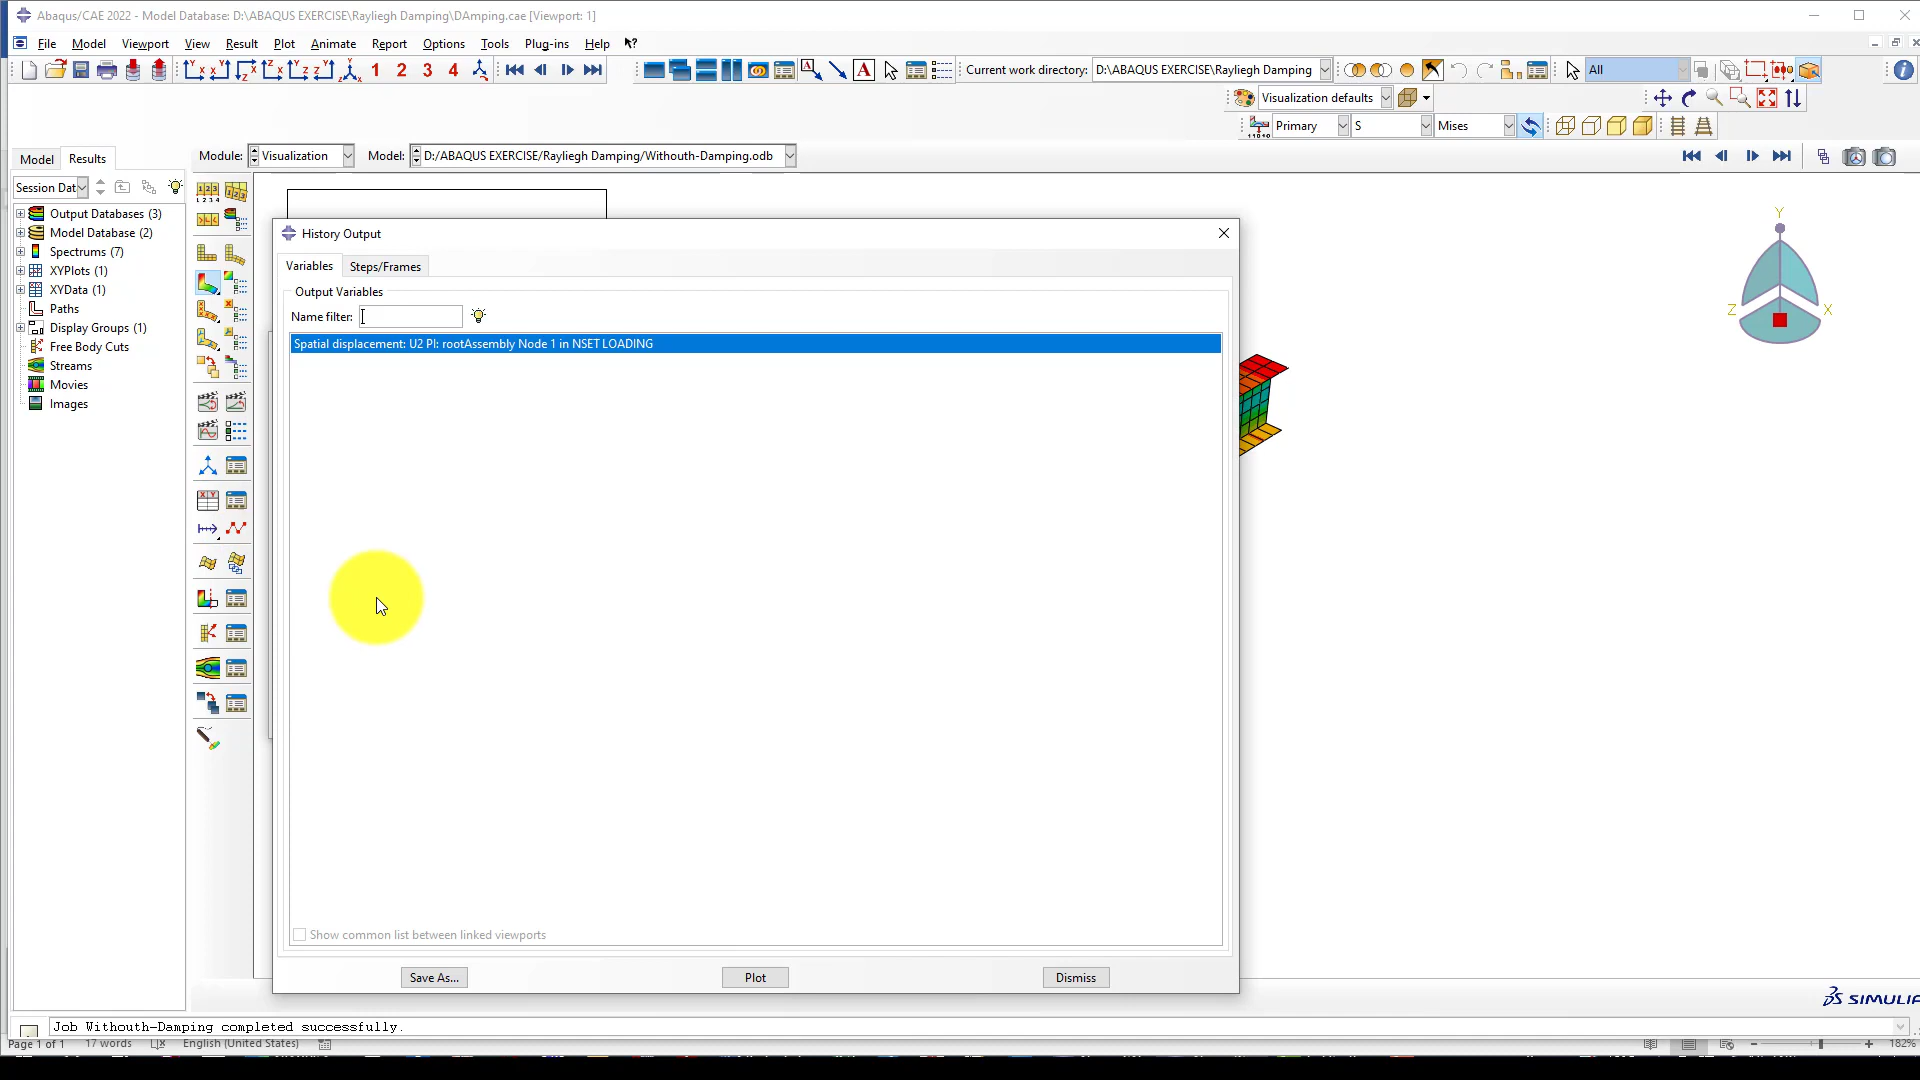 Abaqus/CAE 2022 - Model Database: D:\ABAQUS EXERCISE\Rayliegh Damping\DAmping.cae [Viewport: 1]
File Model Viewport View Result Plot Animate Report Options Tools Plug-ins Help
1 2 3 4 Current work directory: D:\ABAQUS EXERCISE\Rayliegh Damping All
Visualization defaults
Primary S Mises
Model Results Module: Visualization Model: D:/ABAQUS EXERCISE/Rayliegh Damping/Withouth-Damping.odb
Session Dat
Output Databases (3)
Model Database (2)
Spectrums (7)
XYPlots (1)
XYData (1)
Paths
Display Groups (1)
Free Body Cuts
Streams
Movies
Images
History Output
Variables Steps/Frames
Output Variables
Name filter:
Spatial displacement: U2 PI: rootAssembly Node 1 in NSET LOADING
Show common list between linked viewports
Save As... Plot Dismiss
Y
Z X
SIMULIA
Job Withouth-Damping completed successfully.
Page 1 of 1 17 words English (United States) 182%